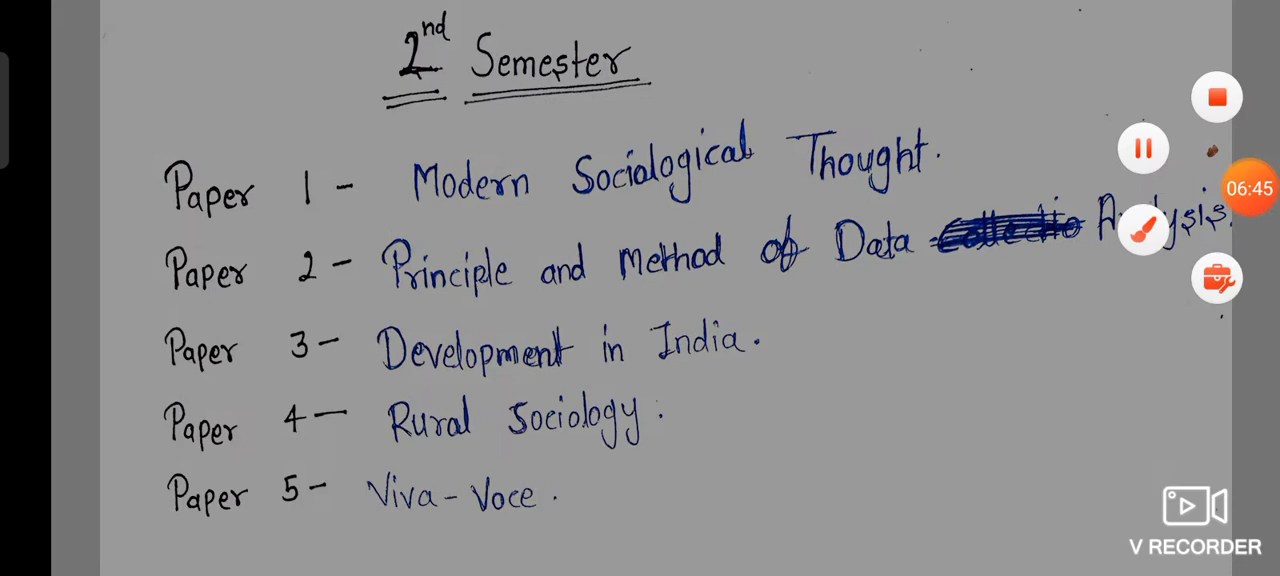 2nd Semester
Paper 1 - Modern Sociological Thought.
Paper 2 - Principle and Method of Data Analysis.
Paper 3 - Development in India.
Paper 4 - Rural Sociology.
Paper 5 - Viva-Voce.
06:45
V RECORDER